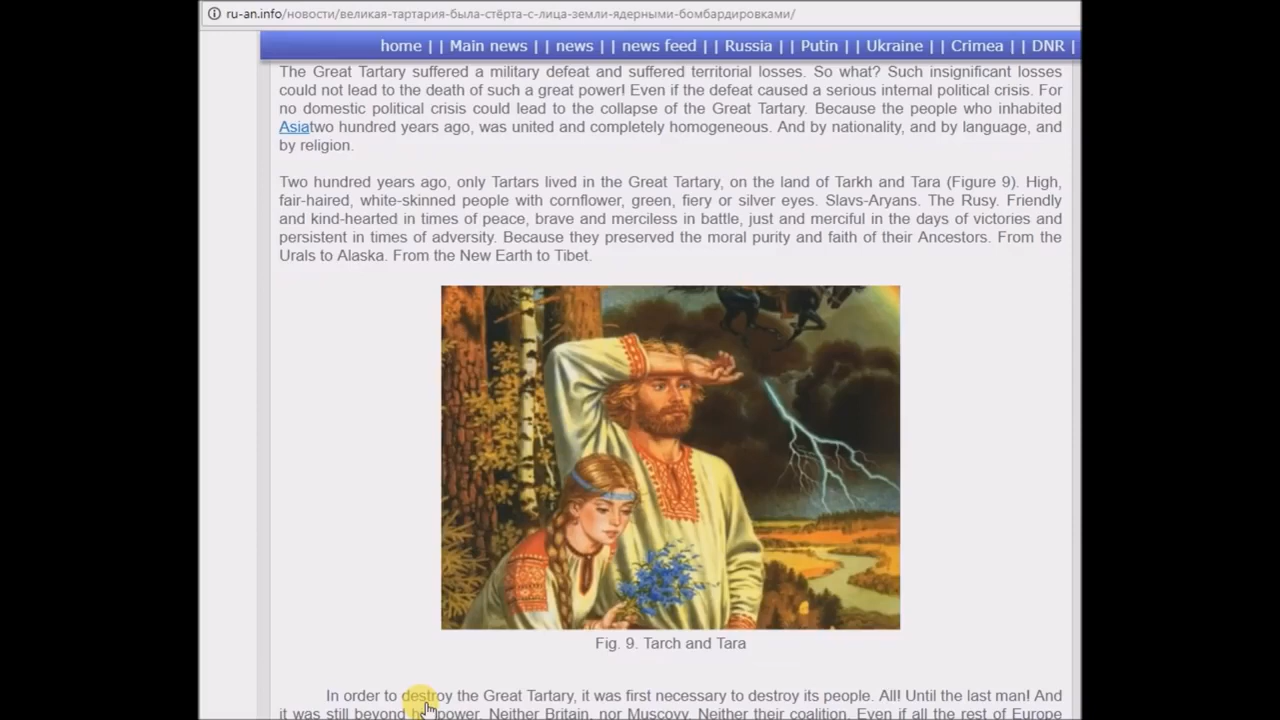 ru-an.info/новости/великая-тартария-была-стёрта-с-лица-земли-ядерными-бомбардировками/
home | | Main news | | news | | news feed | | Russia | | Putin | | Ukraine | | Crimea | | DNR |
The Great Tartary suffered a military defeat and suffered territorial losses. So what? Such insignificant losses
could not lead to the death of such a great power! Even if the defeat caused a serious internal political crisis. For
no domestic political crisis could lead to the collapse of the Great Tartary. Because the people who inhabited
Asiatwo hundred years ago, was united and completely homogeneous. And by nationality, and by language, and
by religion.
Two hundred years ago, only Tartars lived in the Great Tartary, on the land of Tarkh and Tara (Figure 9). High,
fair-haired, white-skinned people with cornflower, green, fiery or silver eyes. Slavs-Aryans. The Rusy. Friendly
and kind-hearted in times of peace, brave and merciless in battle, just and merciful in the days of victories and
persistent in times of adversity. Because they preserved the moral purity and faith of their Ancestors. From the
Urals to Alaska. From the New Earth to Tibet.
Fig. 9. Tarch and Tara
In order to destroy the Great Tartary, it was first necessary to destroy its people. All! Until the last man! And
it was still beyond power. Neither Britain, nor Muscovy. Neither their coalition. Even if all the rest of Europe